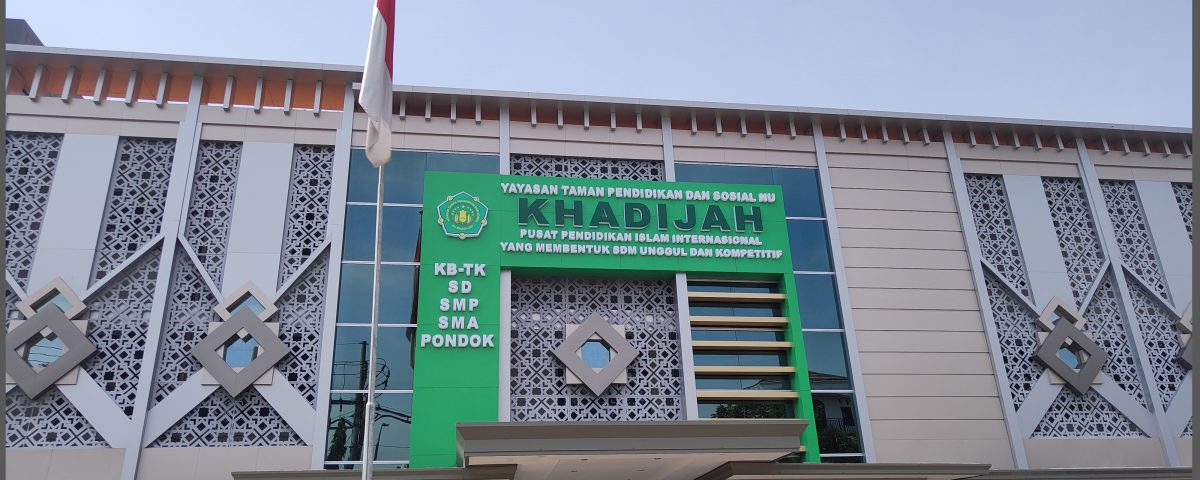 YAYASAN TAMAN PENDIDIKAN DAN SOSIAL NU
KHADIJAH
PUSAT PENDIDIKAN ISLAM INTERNASIONAL
YANG MEMBENTUK SDM UNGGUL DAN KOMPETITIF
KB-TK
SD
SMP
SMA
PONDOK